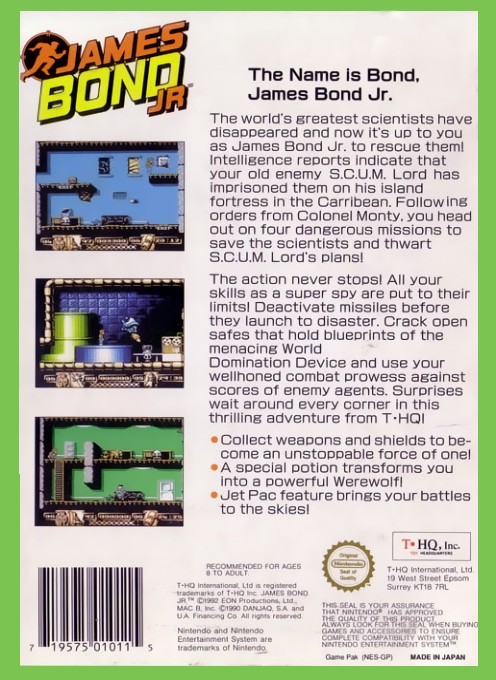 JAMES
BOND
JR
The Name is Bond,
James Bond Jr.
The world's greatest scientists have
disappeared and now it's up to you
as James Bond Jr. to rescue them!
Intelligence reports indicate that
your old enemy S.C.U.M. Lord has
imprisoned them on his island
fortress in the Carribean. Following
orders from Colonel Monty, you head
out on four dangerous missions to
save the scientists and thwart
S.C.U.M. Lord's plans!
The action never stops! All your
skills as a super spy are put to their
limits! Deactivate missiles before
they launch to disaster. Crack open
safes that hold blueprints of the
menacing World
Domination Device and use your
wellhoned combat prowess against
scores of enemy agents. Surprises
wait around every corner in this
thrilling adventure from T•HQ!
• Collect weapons and shields to be-
come an unstoppable force of one!
• A special potion transforms you
into a powerful Werewolf!
• Jet Pac feature brings your battles
to the skies!
RECOMMENDED FOR AGES
8 TO ADULT.
T-HQ International, Ltd is registered
trademarks of T-HQ Inc. JAMES BOND
JR.™ ©1992 EON Productions, Ltd.,
MAC B, Inc. ©1990 DANJAQ, S.A. and
U.A. Financing Co. All rights reserved.
Nintendo and Nintendo
Entertainment System are
trademarks of Nintendo.
Original
Nintendo
Seal of
Quality
T•HQ, Inc.
TOY HEADQUARTERS
T•HQ International, Ltd.
19 West Street Epsom
Surrey KT18 7RL
THIS SEAL IS YOUR ASSURANCE
THAT NINTENDO® HAS APPROVED
THE QUALITY OF THIS PRODUCT.
ALWAYS LOOK FOR THIS SEAL WHEN BUYING
GAMES AND ACCESSORIES TO ENSURE
COMPLETE COMPATIBILITY WITH YOUR
NINTENDO ENTERTAINMENT SYSTEM™
Game Pak (NES-GP) MADE IN JAPAN
7 19575 01011 5